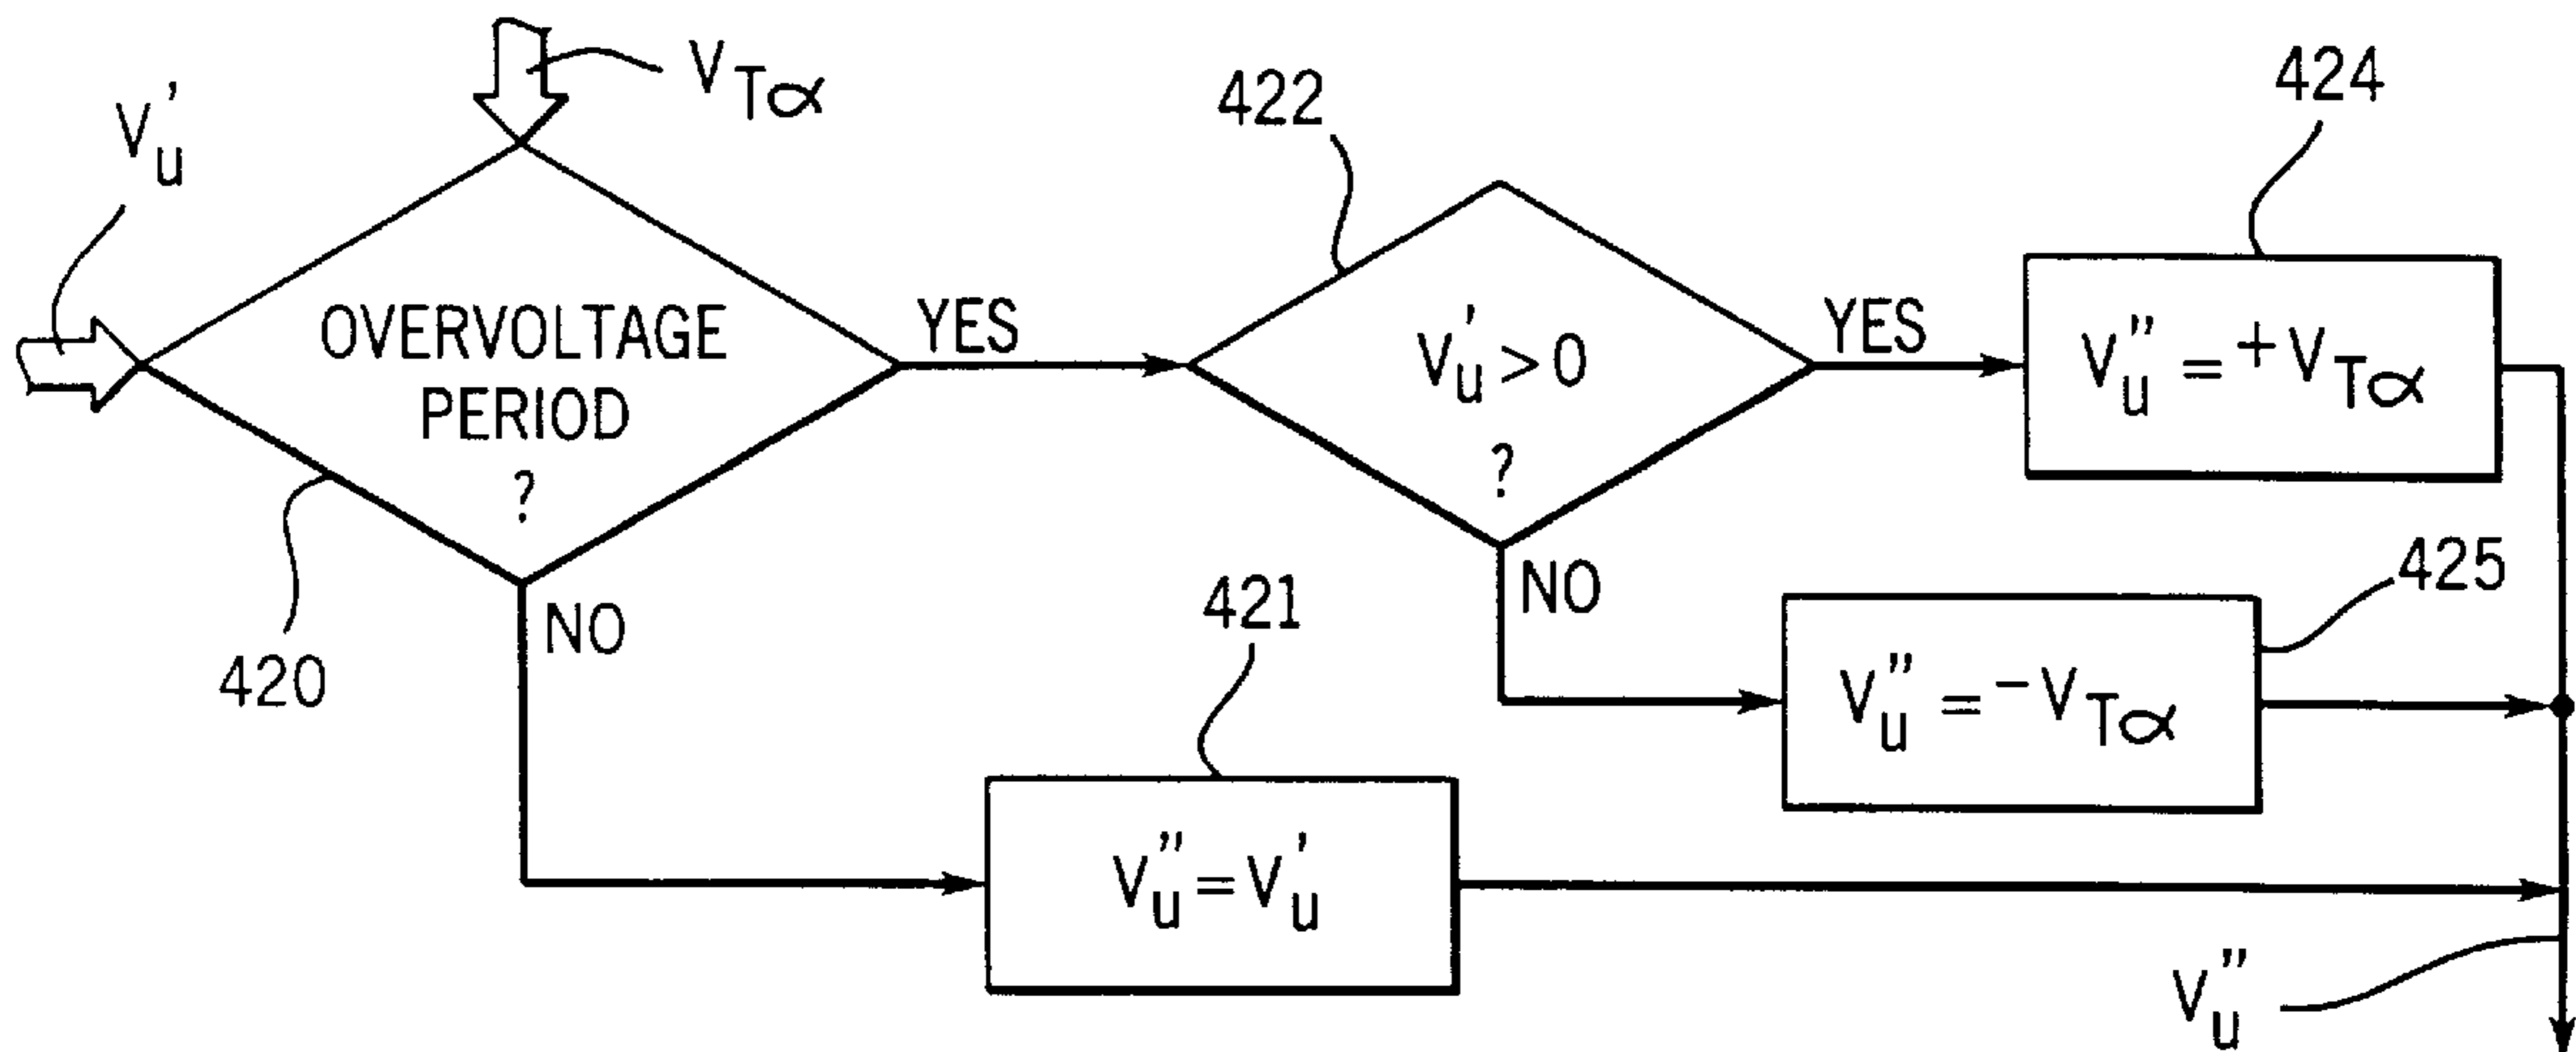 V'u
VTα
OVERVOLTAGE
PERIOD
?
420
YES
NO
422
V'u > 0
?
YES
NO
424
V"u = +VTα
425
V"u = -VTα
421
V"u = V'u
V"u